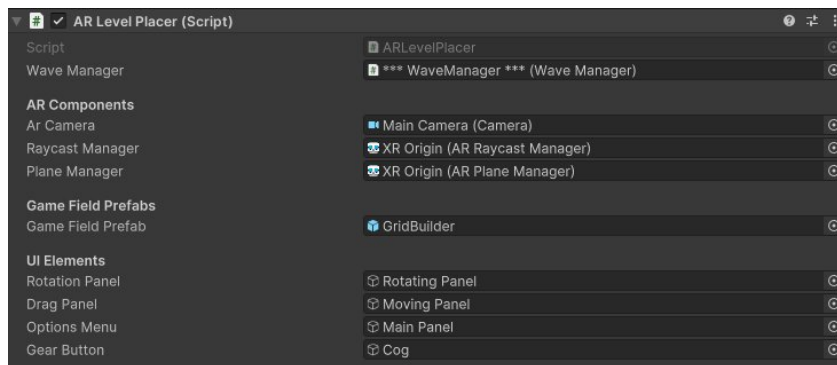 AR Level Placer (Script)
Script ARLevelPlacer
Wave Manager *** WaveManager *** (Wave Manager)
AR Components
Ar Camera Main Camera (Camera)
Raycast Manager XR Origin (AR Raycast Manager)
Plane Manager XR Origin (AR Plane Manager)
Game Field Prefabs
Game Field Prefab GridBuilder
UI Elements
Rotation Panel Rotating Panel
Drag Panel Moving Panel
Options Menu Main Panel
Gear Button Cog